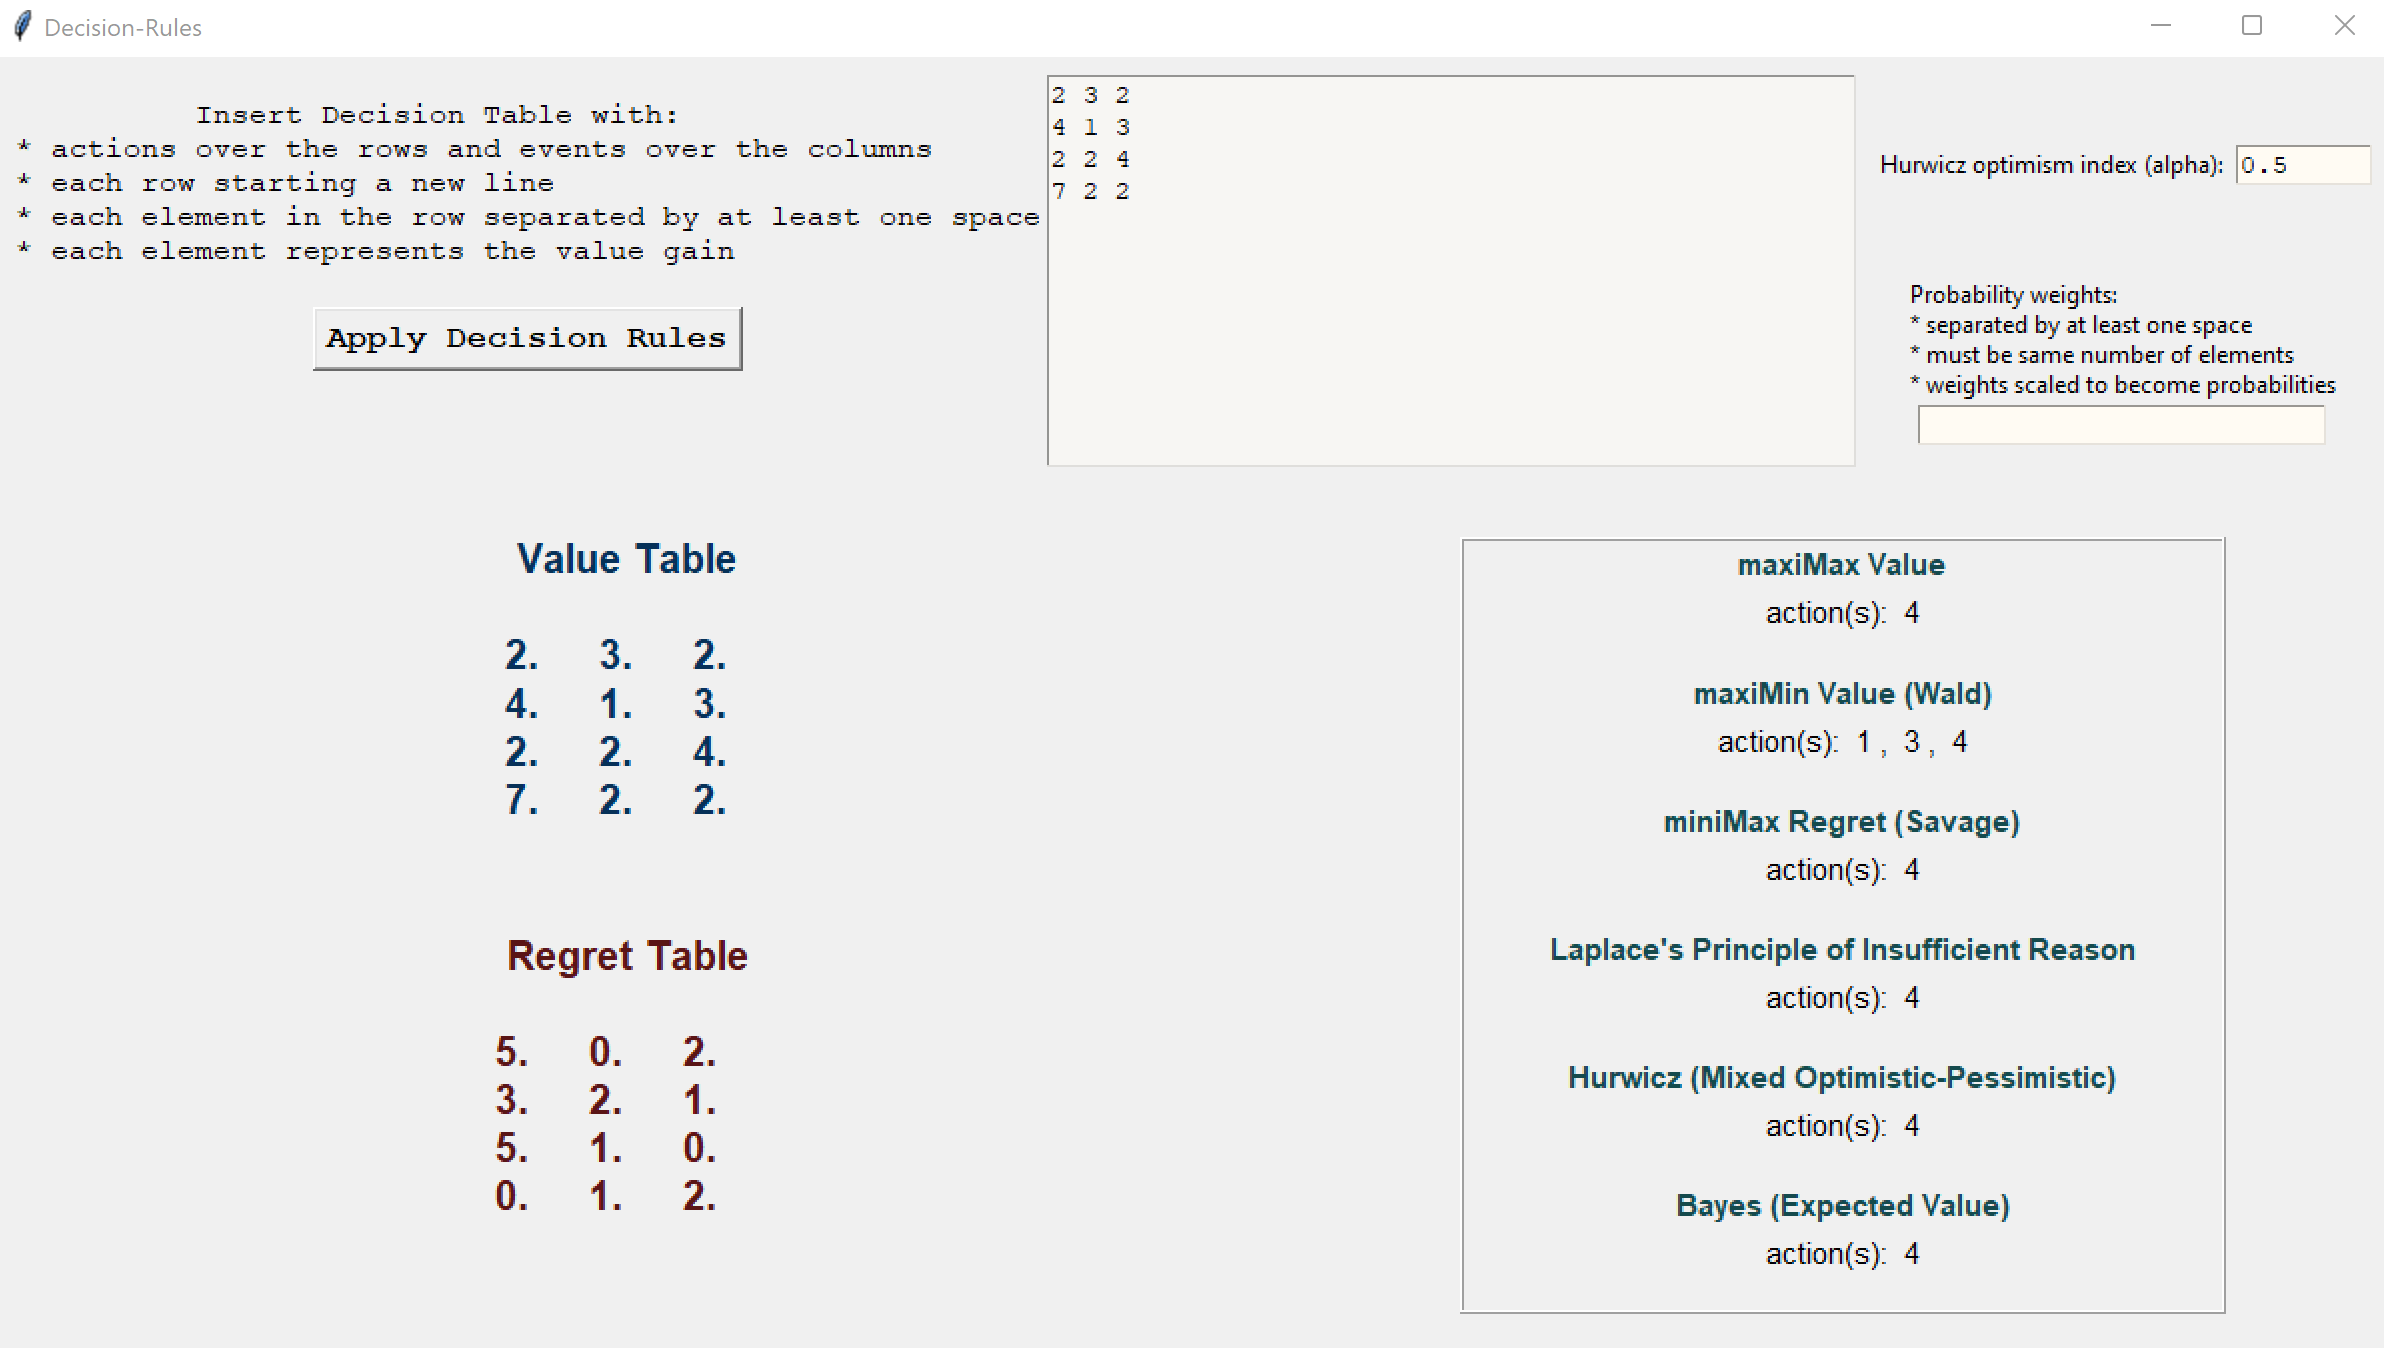 Decision-Rules
Insert Decision Table with:
* actions over the rows and events over the columns
* each row starting a new line
* each element in the row separated by at least one space
* each element represents the value gain
Apply Decision Rules
2 3 2
4 1 3
2 2 4
7 2 2
Hurwicz optimism index (alpha): 0.5
Probability weights:
* separated by at least one space
* must be same number of elements
* weights scaled to become probabilities
Value Table
2. 3. 2.
4. 1. 3.
2. 2. 4.
7. 2. 2.
Regret Table
5. 0. 2.
3. 2. 1.
5. 1. 0.
0. 1. 2.
maxiMax Value
action(s): 4
maxiMin Value (Wald)
action(s): 1 , 3 , 4
miniMax Regret (Savage)
action(s): 4
Laplace's Principle of Insufficient Reason
action(s): 4
Hurwicz (Mixed Optimistic-Pessimistic)
action(s): 4
Bayes (Expected Value)
action(s): 4